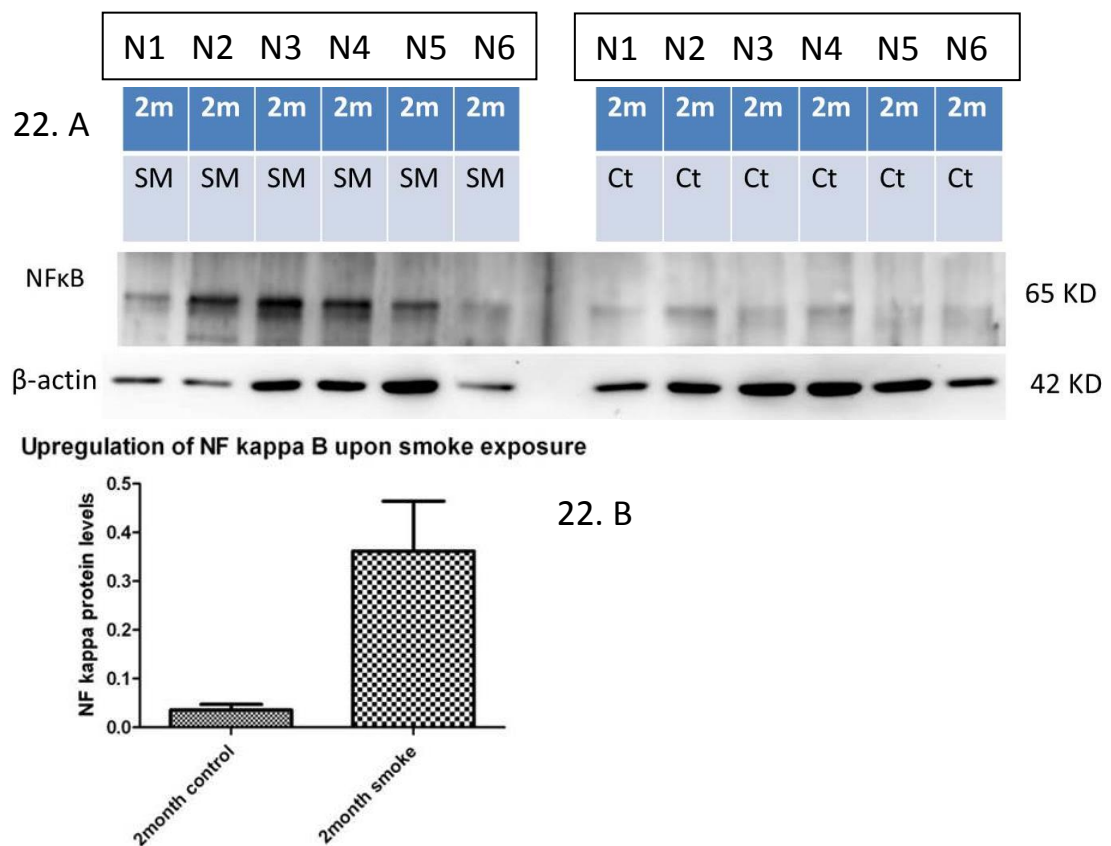 N1 N2 N3 N4 N5 N6 N1 N2 N3 N4 N5 N6
22. A
2m 2m 2m 2m 2m 2m 2m 2m 2m 2m 2m 2m
SM SM SM SM SM SM Ct Ct Ct Ct Ct Ct
NFκB 65 KD
β-actin 42 KD
Upregulation of NF kappa B upon smoke exposure
22. B
NF kappa protein levels
0.5
0.4
0.3
0.2
0.1
0.0
2month control
2month smoke